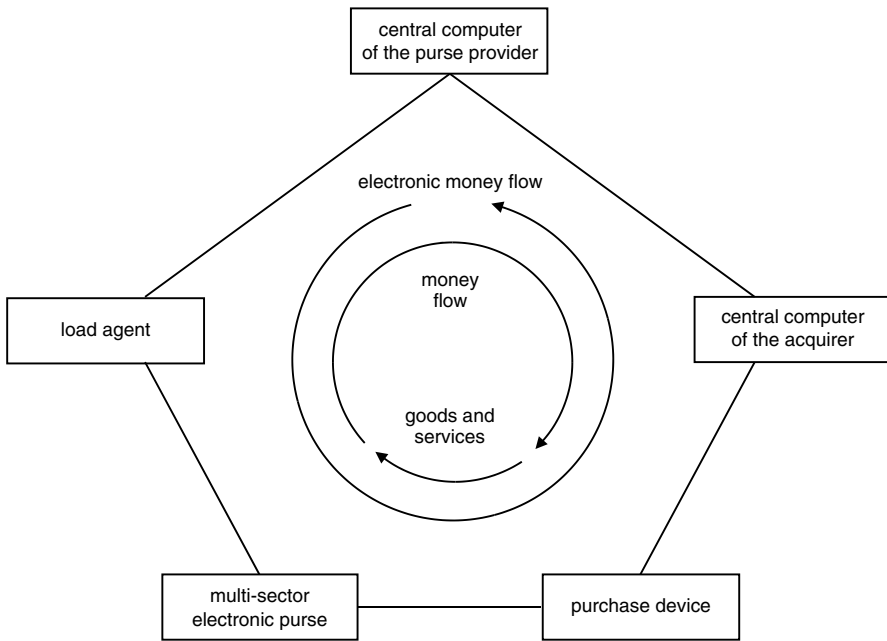 central computer
of the purse provider
electronic money flow
money
flow
load agent
central computer
of the acquirer
goods and
services
multi-sector
electronic purse
purchase device